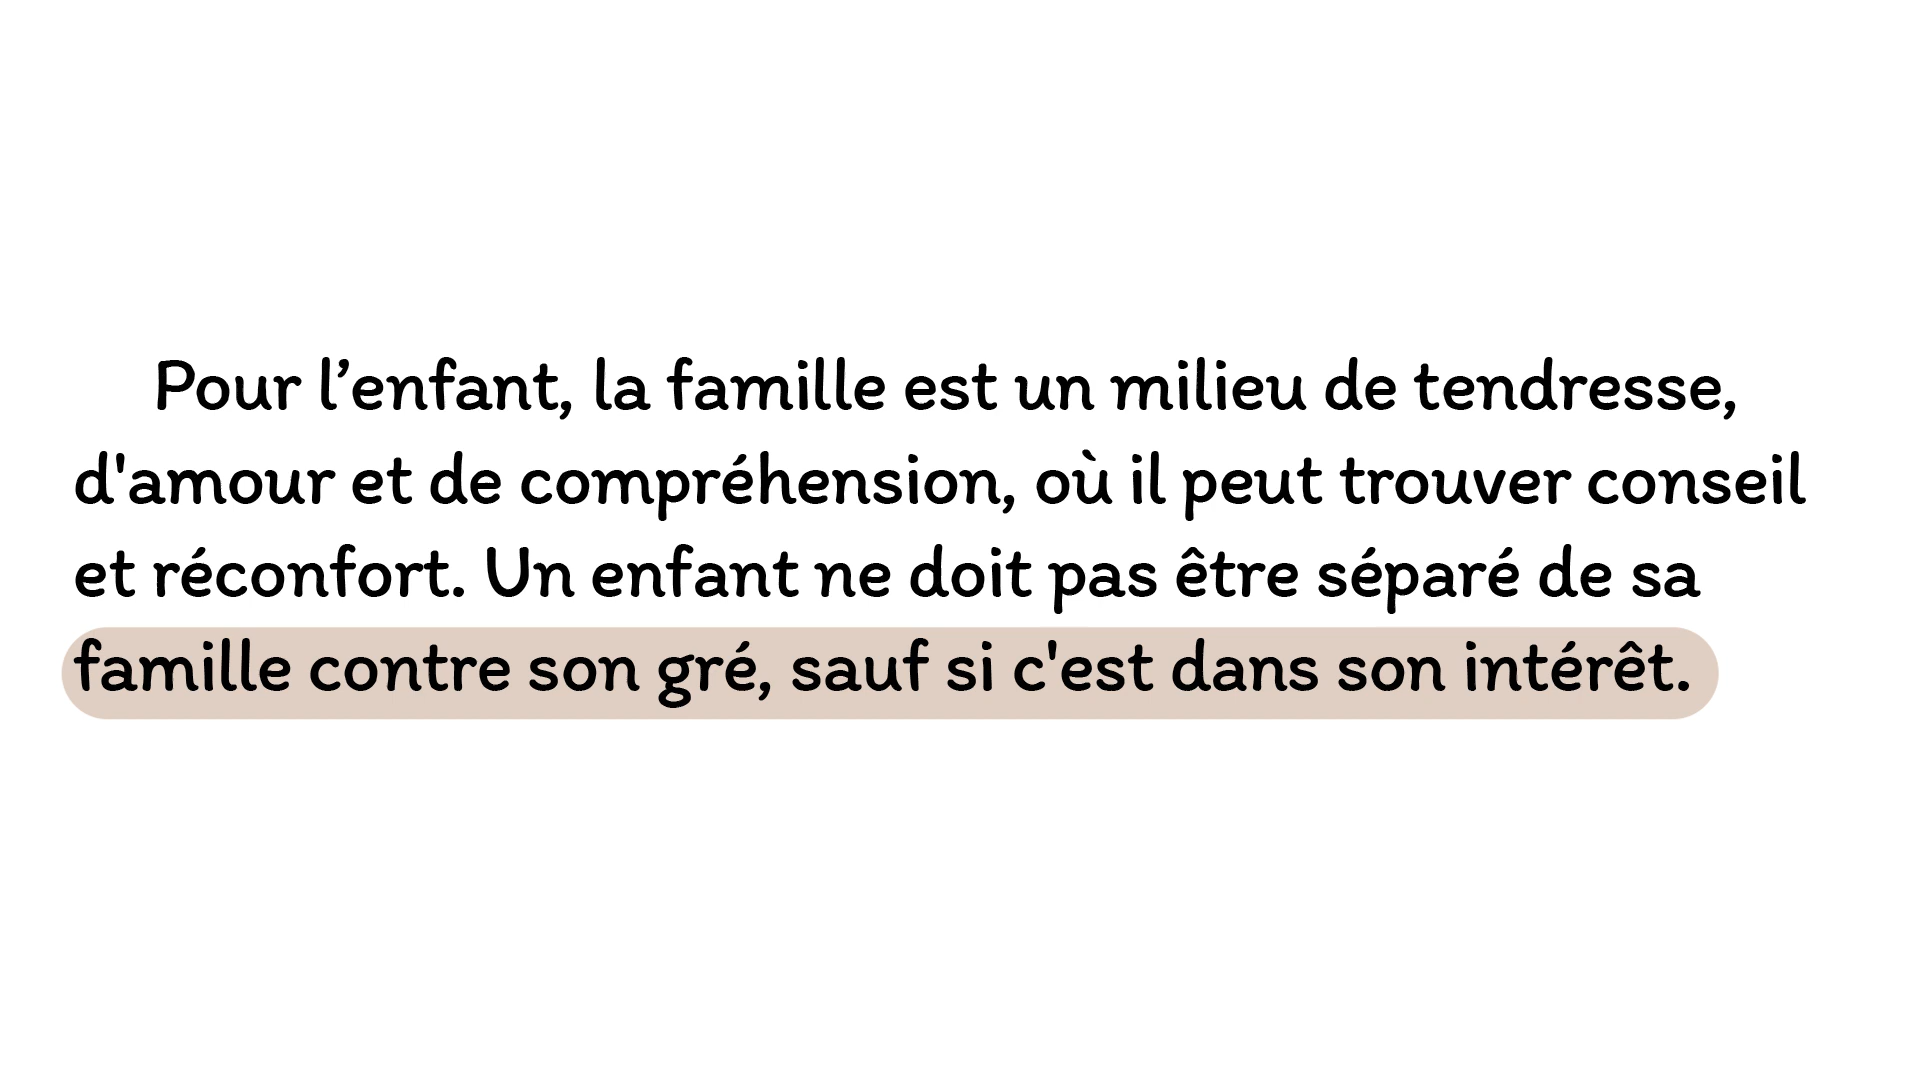 Pour l’enfant, la famille est un milieu de tendresse,
d'amour et de compréhension, où il peut trouver conseil
et réconfort. Un enfant ne doit pas être séparé de sa
famille contre son gré, sauf si c'est dans son intérêt.